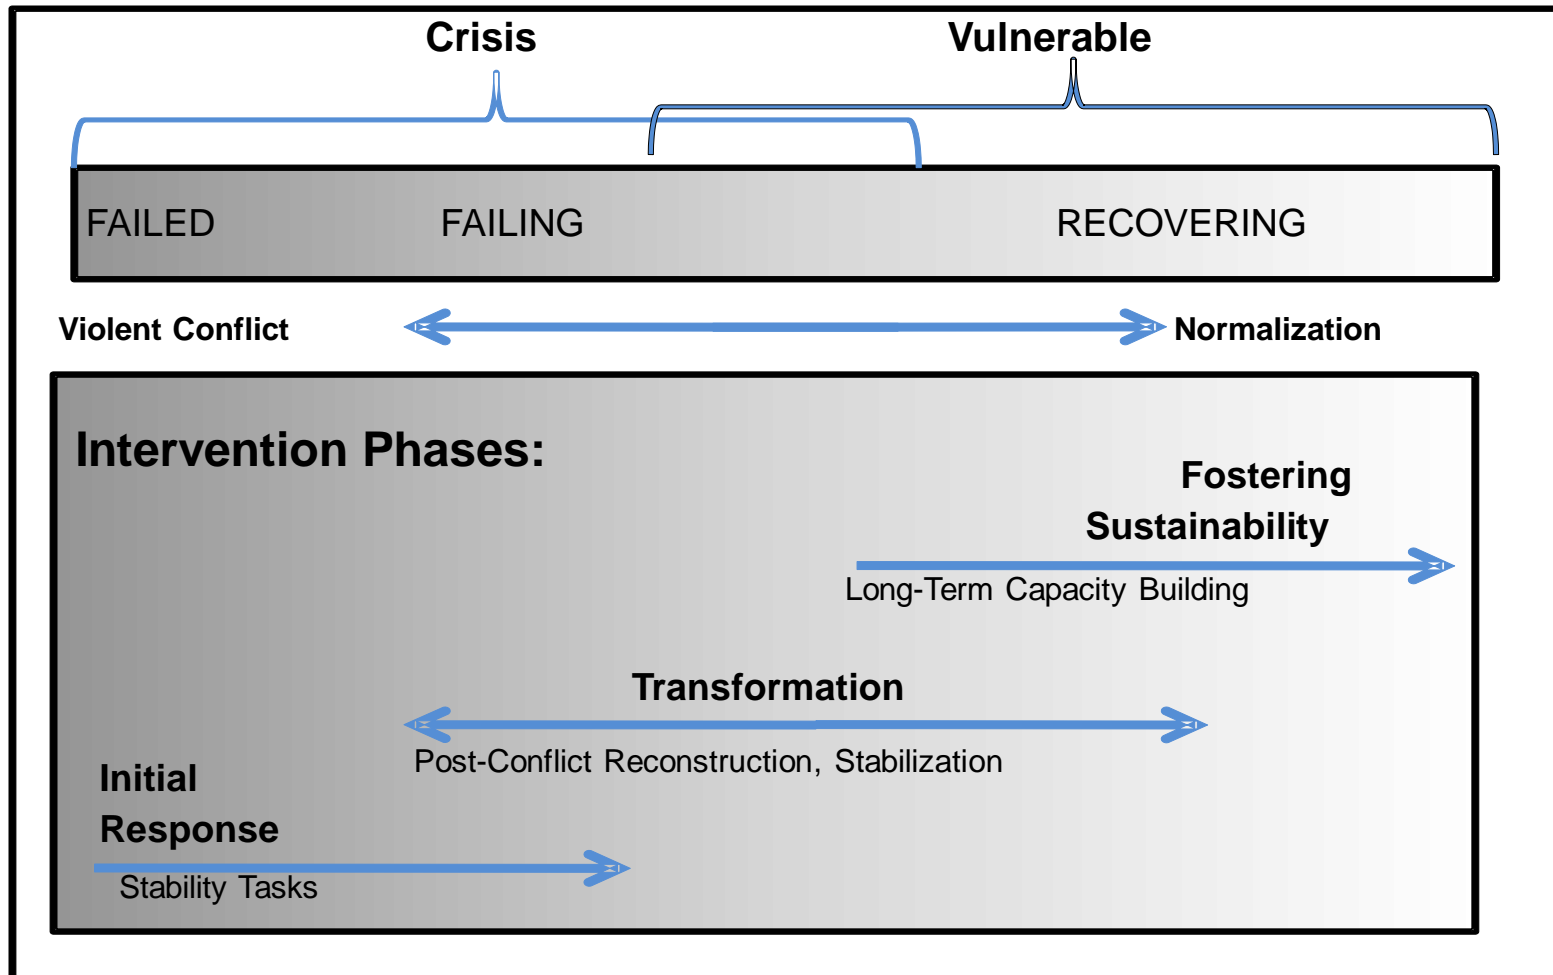 Crisis
Vulnerable
FAILED
FAILING
RECOVERING
Violent Conflict
Normalization
Intervention Phases:
Fostering
Sustainability
Long-Term Capacity Building
Transformation
Post-Conflict Reconstruction, Stabilization
Initial
Response
Stability Tasks